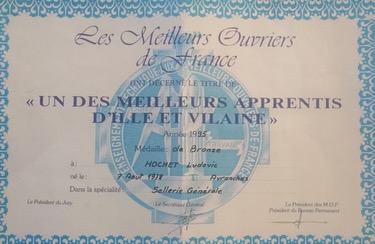 Les Meilleurs Ouvriers
de France
ONT DÉCERNÉ LE TITRE DE
« UN DES MEILLEURS APPRENTIS
D'ILLE ET VILAINE »
Année 1995
Médaille : de Bronze
à : HOCHET Ludovic
né le : 7 Aout 1978 à : Avranches
Dans la spécialité : Sellerie Générale
Le Président du Jury
Le Secrétaire Général
Le Président des M.O.F.
Président du Bureau Permanent